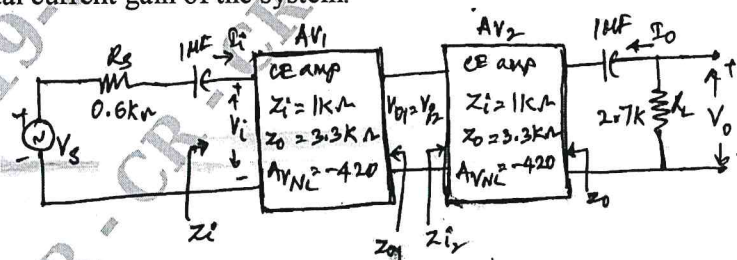 al current gain of the system.
AV1 AV2
Rs 1μF Ii 1μF Io
CE amp CE amp
0.6kΩ Zi = 1kΩ Vo1=Vi2 Zi = 1kΩ 2.7k RL
Vs Vi Zo = 3.3kΩ Zo = 3.3kΩ Vo
AvNL = -420 AvNL = -420
Zi Zo1 Zi2 Zo